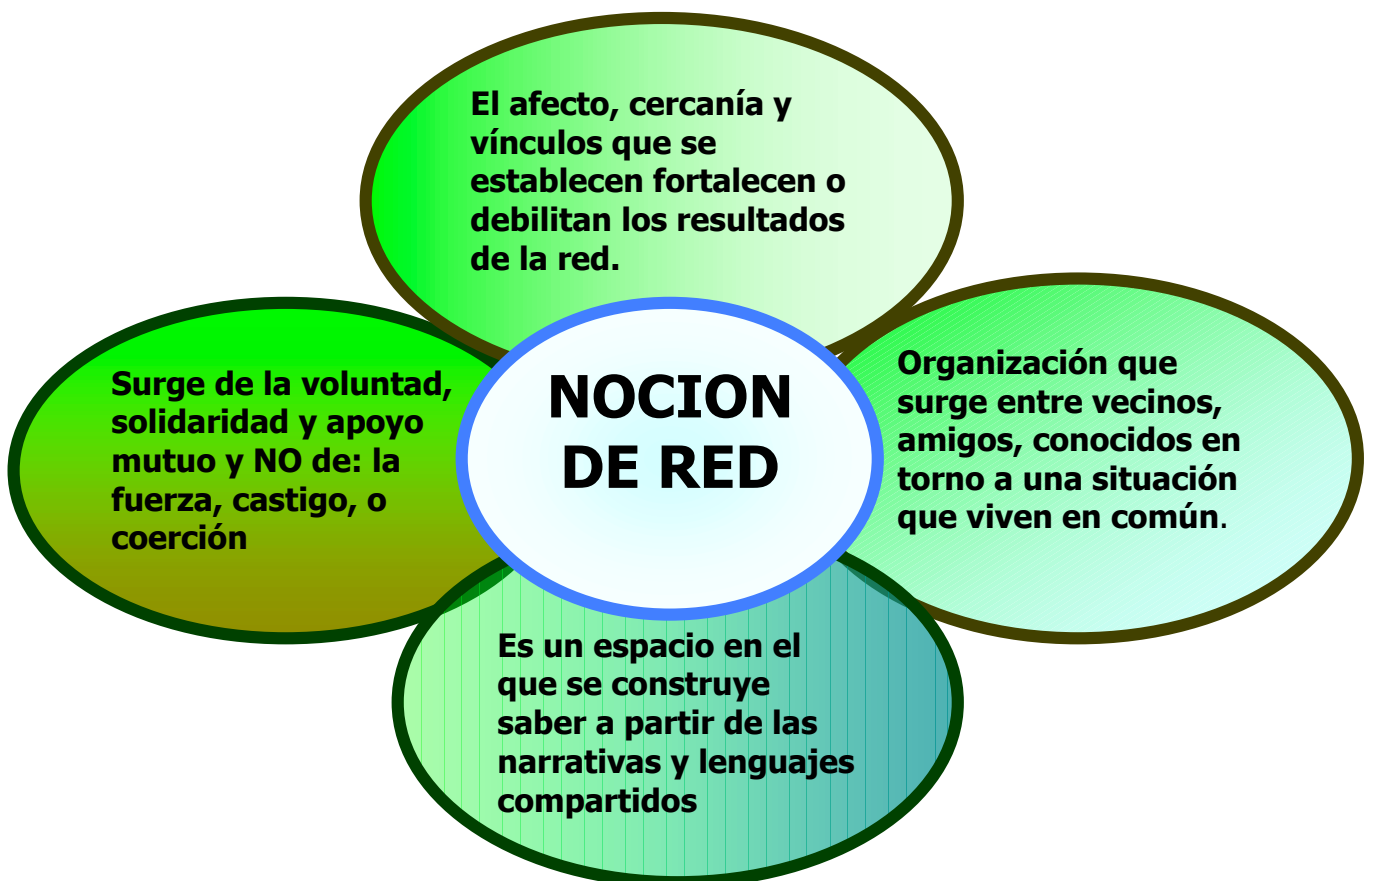 El afecto, cercanía y
vínculos que se
establecen fortalecen o
debilitan los resultados
de la red.
Surge de la voluntad,
solidaridad y apoyo
mutuo y NO de: la
fuerza, castigo, o
coerción
NOCION
DE RED
Organización que
surge entre vecinos,
amigos, conocidos en
torno a una situación
que viven en común.
Es un espacio en el
que se construye
saber a partir de las
narrativas y lenguajes
compartidos